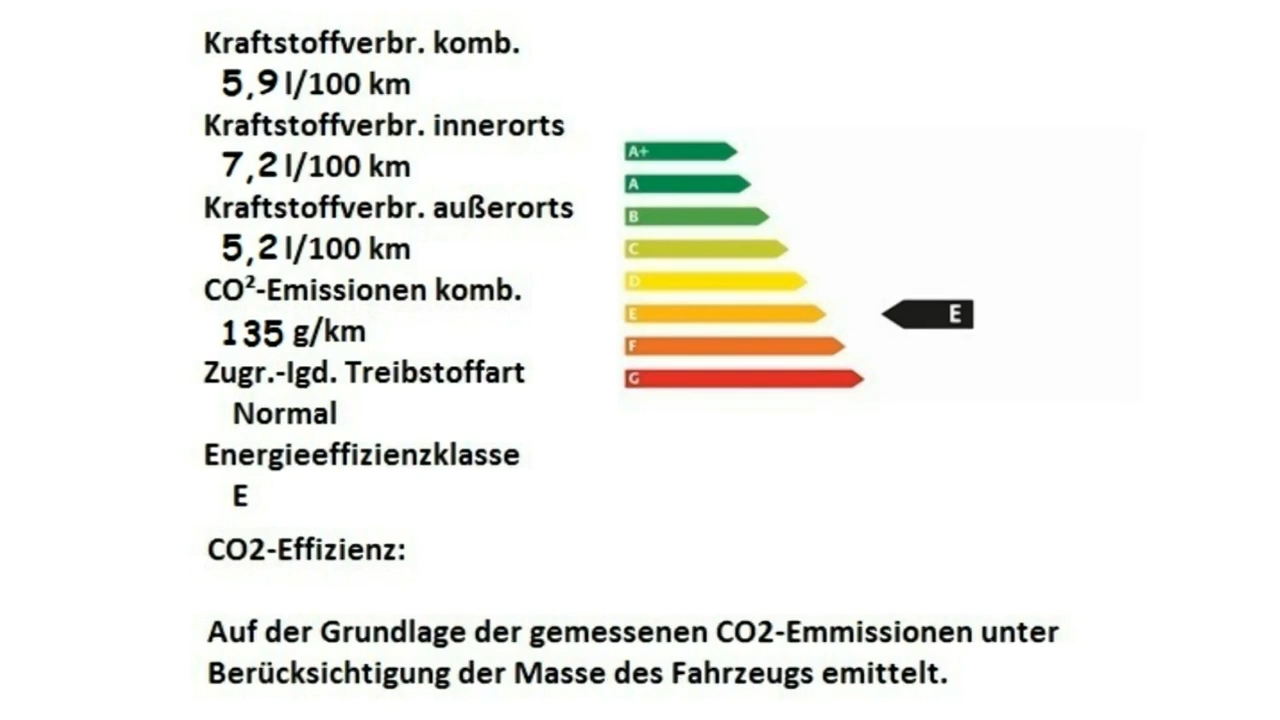 Kraftstoffverbr. komb.
5,9 l/100 km
Kraftstoffverbr. innerorts
7,2 l/100 km
Kraftstoffverbr. außerorts
5,2 l/100 km
CO²-Emissionen komb.
135 g/km
Zugr.-lgd. Treibstoffart
Normal
Energieeffizienzklasse
E
A+
A
B
C
D
E
E
F
G
CO2-Effizienz:
Auf der Grundlage der gemessenen CO2-Emmissionen unter
Berücksichtigung der Masse des Fahrzeugs emittelt.